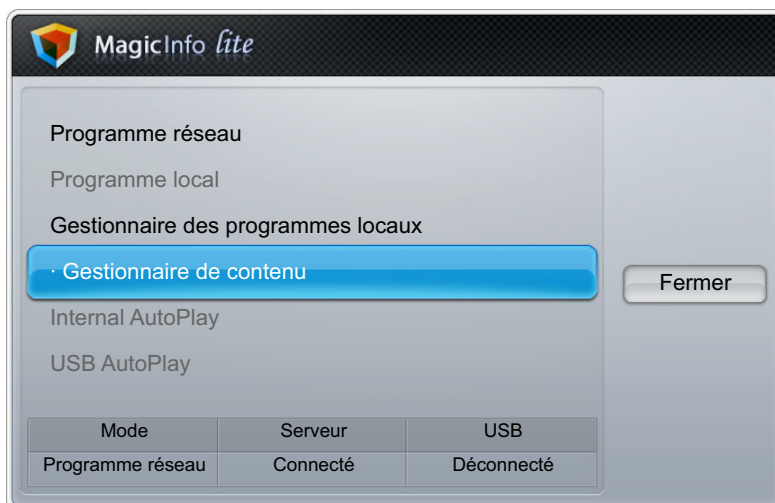 MagicInfo lite
Programme réseau
Programme local
Gestionnaire des programmes locaux
· Gestionnaire de contenu
Fermer
Internal AutoPlay
USB AutoPlay
Mode Serveur USB
Programme réseau Connecté Déconnecté